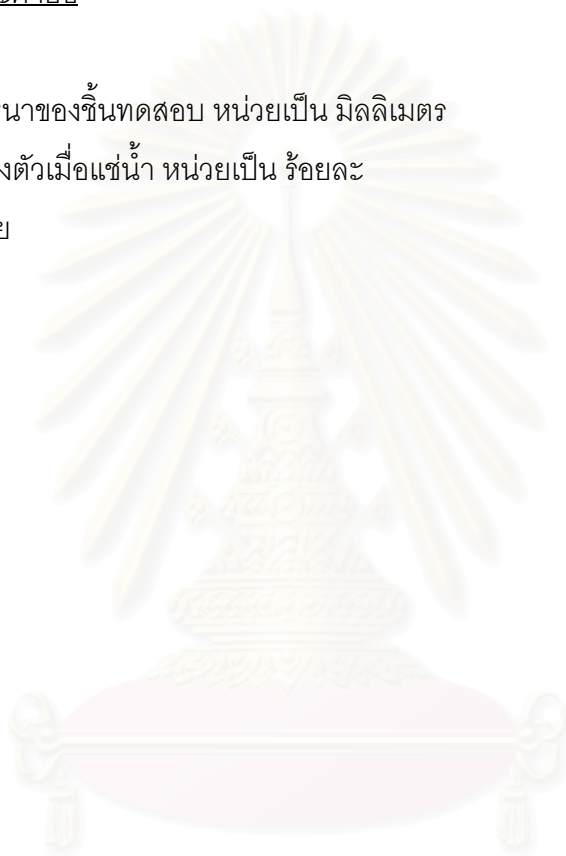 นาของชิ้นทดสอบ หน่วยเป็น มิลลิเมตร
งตัวเมื่อแช่น้ำ หน่วยเป็น ร้อยละ
ย